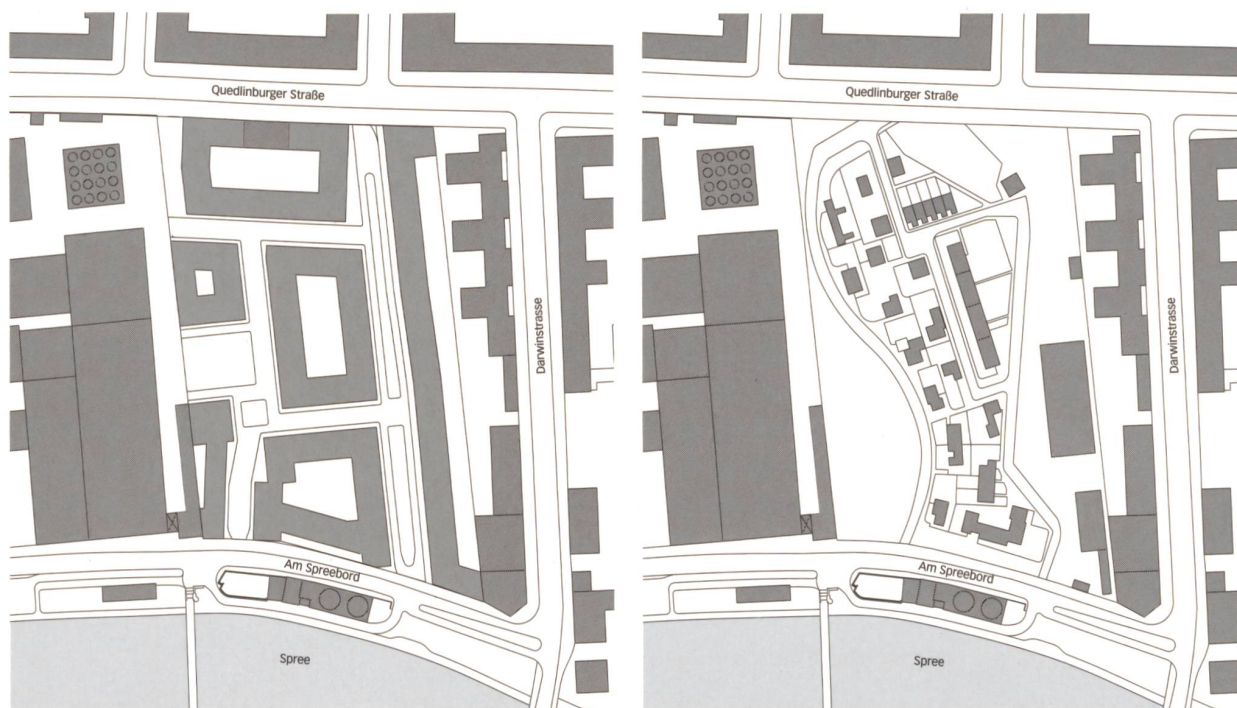 Quedlinburger Straße
Darwinstrasse
Am Spreebord
Spree
Quedlinburger Straße
Darwinstrasse
Am Spreebord
Spree